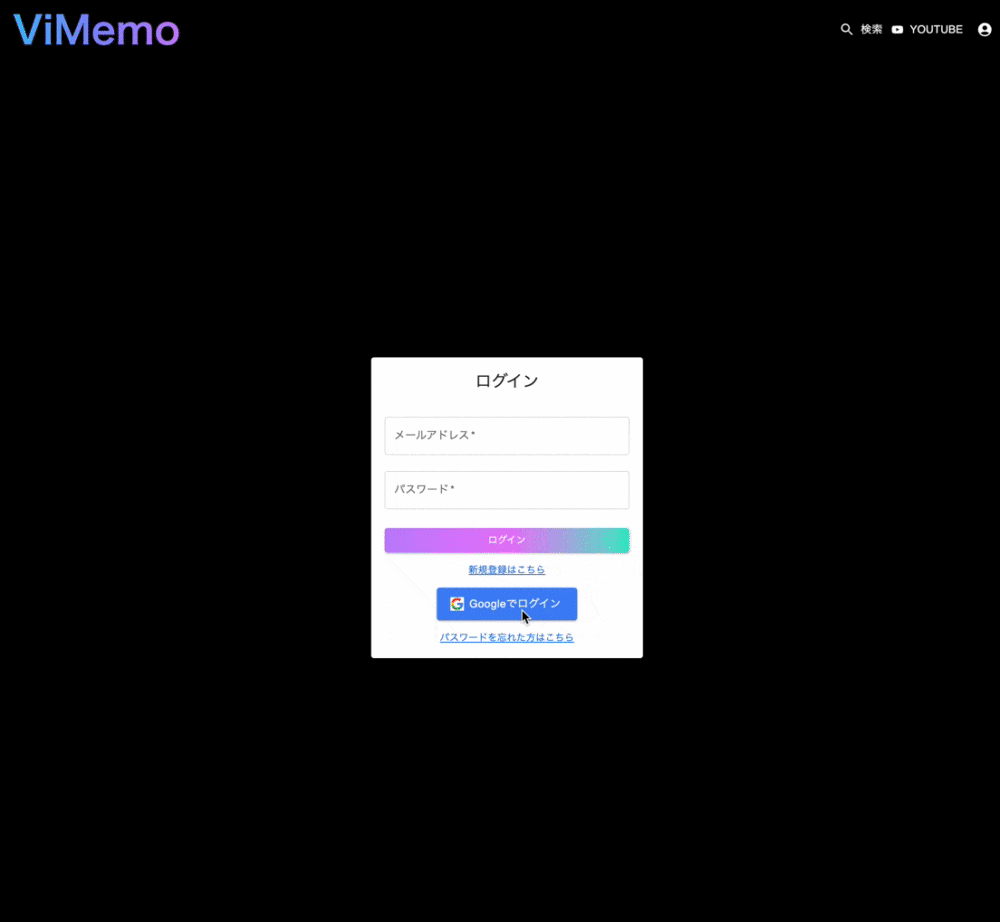 ViMemo
検索 YOUTUBE
ログイン
メールアドレス*
パスワード*
ログイン
新規登録はこちら
Googleでログイン
パスワードを忘れた方はこちら